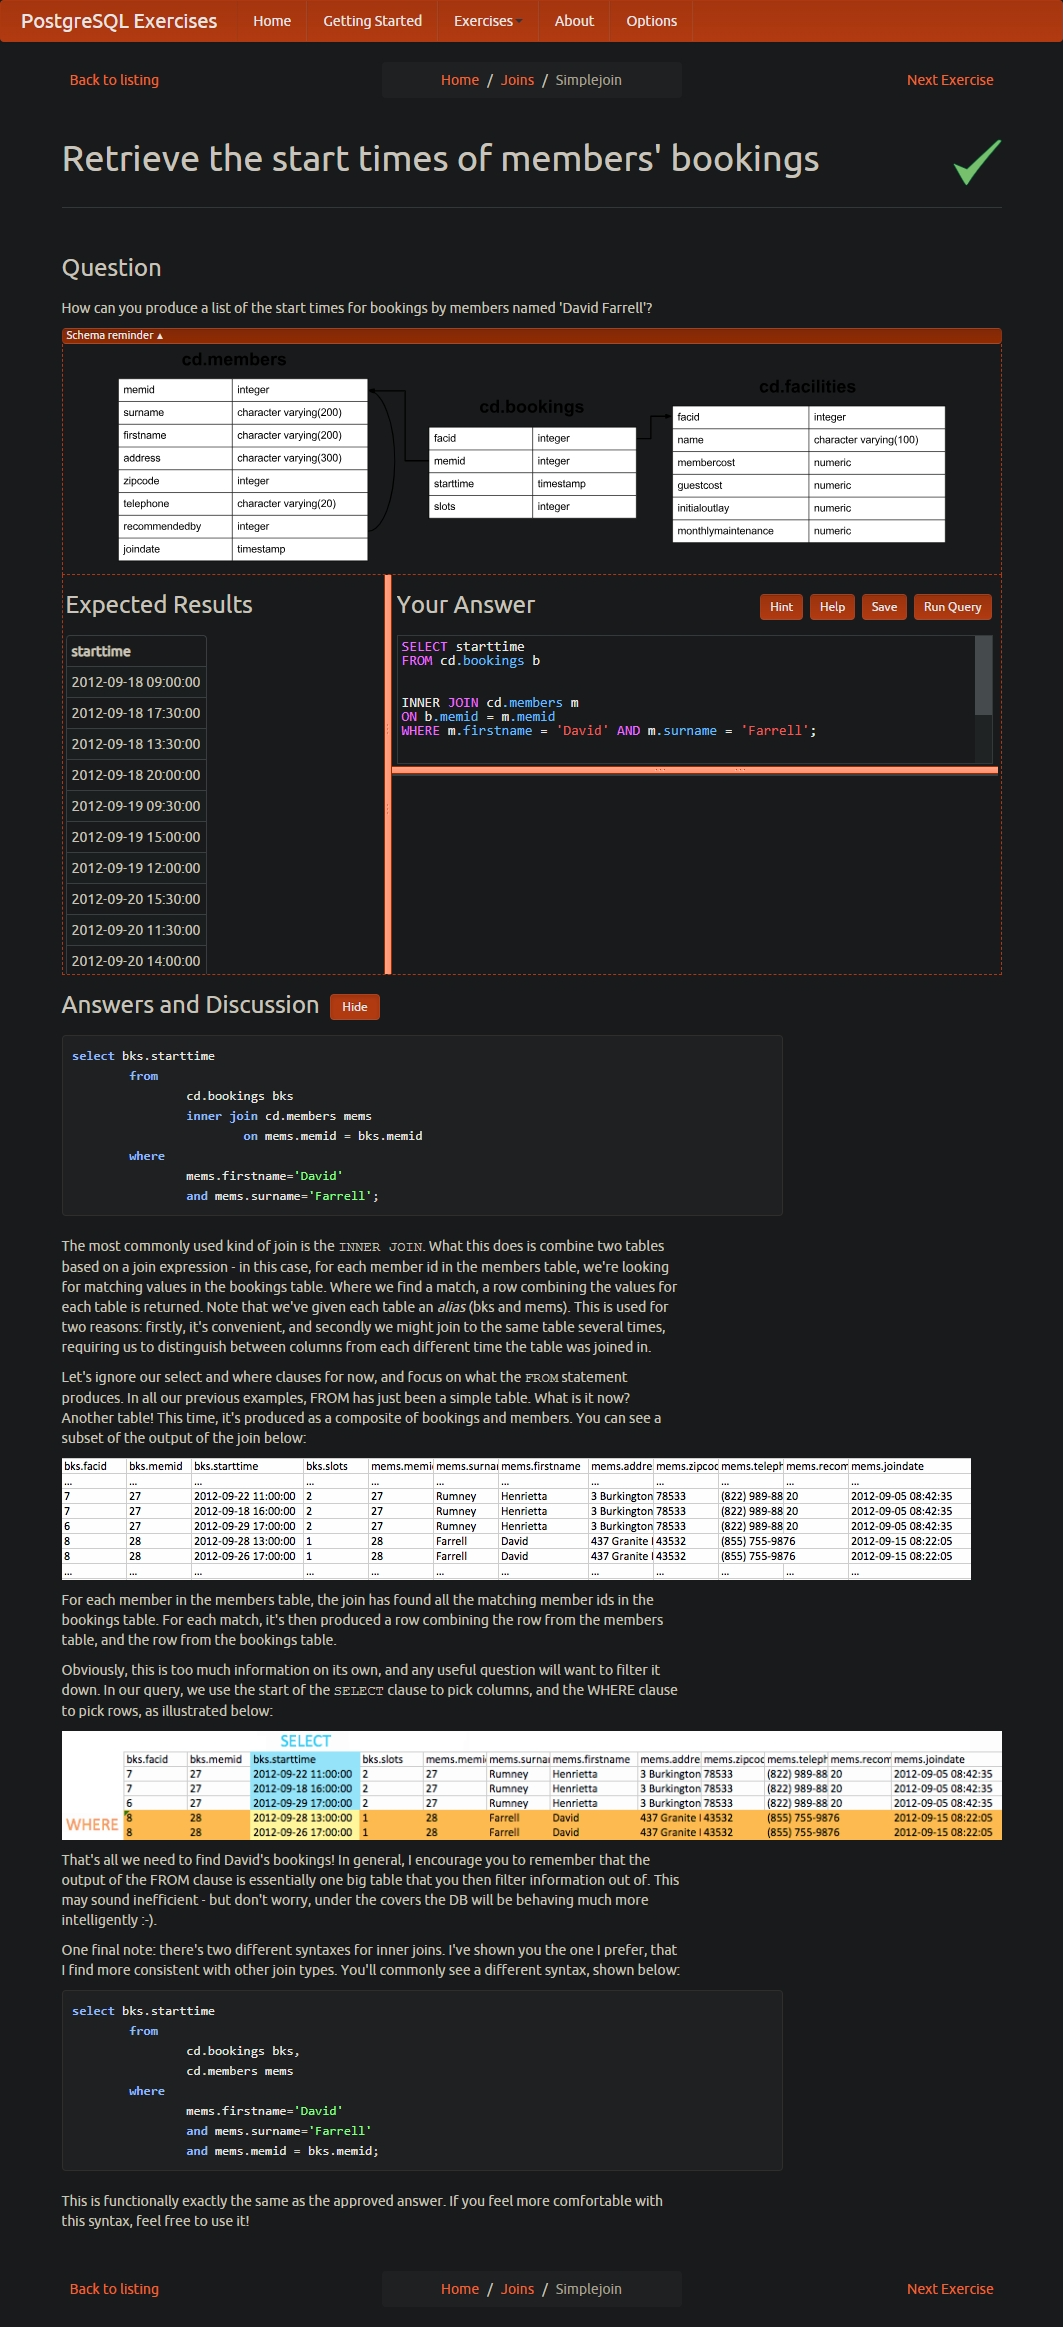 PostgreSQL Exercises Home Getting Started Exercises About Options
Back to listing Home / Joins / Simplejoin Next Exercise
Retrieve the start times of members' bookings
Question
How can you produce a list of the start times for bookings by members named 'David Farrell'?
Schema reminder ▴
cd.members
memid integer
surname character varying(200)
firstname character varying(200)
address character varying(300)
zipcode integer
telephone character varying(20)
recommendedby integer
joindate timestamp
cd.bookings
facid integer
memid integer
starttime timestamp
slots integer
cd.facilities
facid integer
name character varying(100)
membercost numeric
guestcost numeric
initialoutlay numeric
monthlymaintenance numeric
Expected Results
starttime
2012-09-18 09:00:00
2012-09-18 17:30:00
2012-09-18 13:30:00
2012-09-18 20:00:00
2012-09-19 09:30:00
2012-09-19 15:00:00
2012-09-19 12:00:00
2012-09-20 15:30:00
2012-09-20 11:30:00
2012-09-20 14:00:00
Your Answer Hint Help Save Run Query
SELECT starttime
FROM cd.bookings b
INNER JOIN cd.members m
ON b.memid = m.memid
WHERE m.firstname = 'David' AND m.surname = 'Farrell';
Answers and Discussion Hide
select bks.starttime
from
cd.bookings bks
inner join cd.members mems
on mems.memid = bks.memid
where
mems.firstname='David'
and mems.surname='Farrell';
The most commonly used kind of join is the INNER JOIN. What this does is combine two tables
based on a join expression - in this case, for each member id in the members table, we're looking
for matching values in the bookings table. Where we find a match, a row combining the values for
each table is returned. Note that we've given each table an alias (bks and mems). This is used for
two reasons: firstly, it's convenient, and secondly we might join to the same table several times,
requiring us to distinguish between columns from each different time the table was joined in.
Let's ignore our select and where clauses for now, and focus on what the FROM statement
produces. In all our previous examples, FROM has just been a simple table. What is it now?
Another table! This time, it's produced as a composite of bookings and members. You can see a
subset of the output of the join below:
bks.facid bks.memid bks.starttime bks.slots mems.memi mems.surnai mems.firstname mems.addre mems.zipcoc mems.teleph mems.recom mems.joindate
... ... ... ... ... ... ... ... ... ... ... ...
7 27 2012-09-22 11:00:00 2 27 Rumney Henrietta 3 Burkington 78533 (822) 989-88 20 2012-09-05 08:42:35
7 27 2012-09-18 16:00:00 2 27 Rumney Henrietta 3 Burkington 78533 (822) 989-88 20 2012-09-05 08:42:35
6 27 2012-09-29 17:00:00 2 27 Rumney Henrietta 3 Burkington 78533 (822) 989-88 20 2012-09-05 08:42:35
8 28 2012-09-28 13:00:00 1 28 Farrell David 437 Granite 43532 (855) 755-9876 2012-09-15 08:22:05
8 28 2012-09-26 17:00:00 1 28 Farrell David 437 Granite 43532 (855) 755-9876 2012-09-15 08:22:05
... ... ... ... ... ... ... ... ... ... ... ...
For each member in the members table, the join has found all the matching member ids in the
bookings table. For each match, it's then produced a row combining the row from the members
table, and the row from the bookings table.
Obviously, this is too much information on its own, and any useful question will want to filter it
down. In our query, we use the start of the SELECT clause to pick columns, and the WHERE clause
to pick rows, as illustrated below:
SELECT
bks.facid bks.memid bks.starttime bks.slots mems.memi mems.surnai mems.firstname mems.addre mems.zipcoc mems.teleph mems.recom mems.joindate
7 27 2012-09-22 11:00:00 2 27 Rumney Henrietta 3 Burkington 78533 (822) 989-88 20 2012-09-05 08:42:35
7 27 2012-09-18 16:00:00 2 27 Rumney Henrietta 3 Burkington 78533 (822) 989-88 20 2012-09-05 08:42:35
6 27 2012-09-29 17:00:00 2 27 Rumney Henrietta 3 Burkington 78533 (822) 989-88 20 2012-09-05 08:42:35
WHERE 8 28 2012-09-28 13:00:00 1 28 Farrell David 437 Granite 43532 (855) 755-9876 2012-09-15 08:22:05
8 28 2012-09-26 17:00:00 1 28 Farrell David 437 Granite 43532 (855) 755-9876 2012-09-15 08:22:05
That's all we need to find David's bookings! In general, I encourage you to remember that the
output of the FROM clause is essentially one big table that you then filter information out of. This
may sound inefficient - but don't worry, under the covers the DB will be behaving much more
intelligently :-).
One final note: there's two different syntaxes for inner joins. I've shown you the one I prefer, that
I find more consistent with other join types. You'll commonly see a different syntax, shown below:
select bks.starttime
from
cd.bookings bks,
cd.members mems
where
mems.firstname='David'
and mems.surname='Farrell'
and mems.memid = bks.memid;
This is functionally exactly the same as the approved answer. If you feel more comfortable with
this syntax, feel free to use it!
Back to listing Home / Joins / Simplejoin Next Exercise